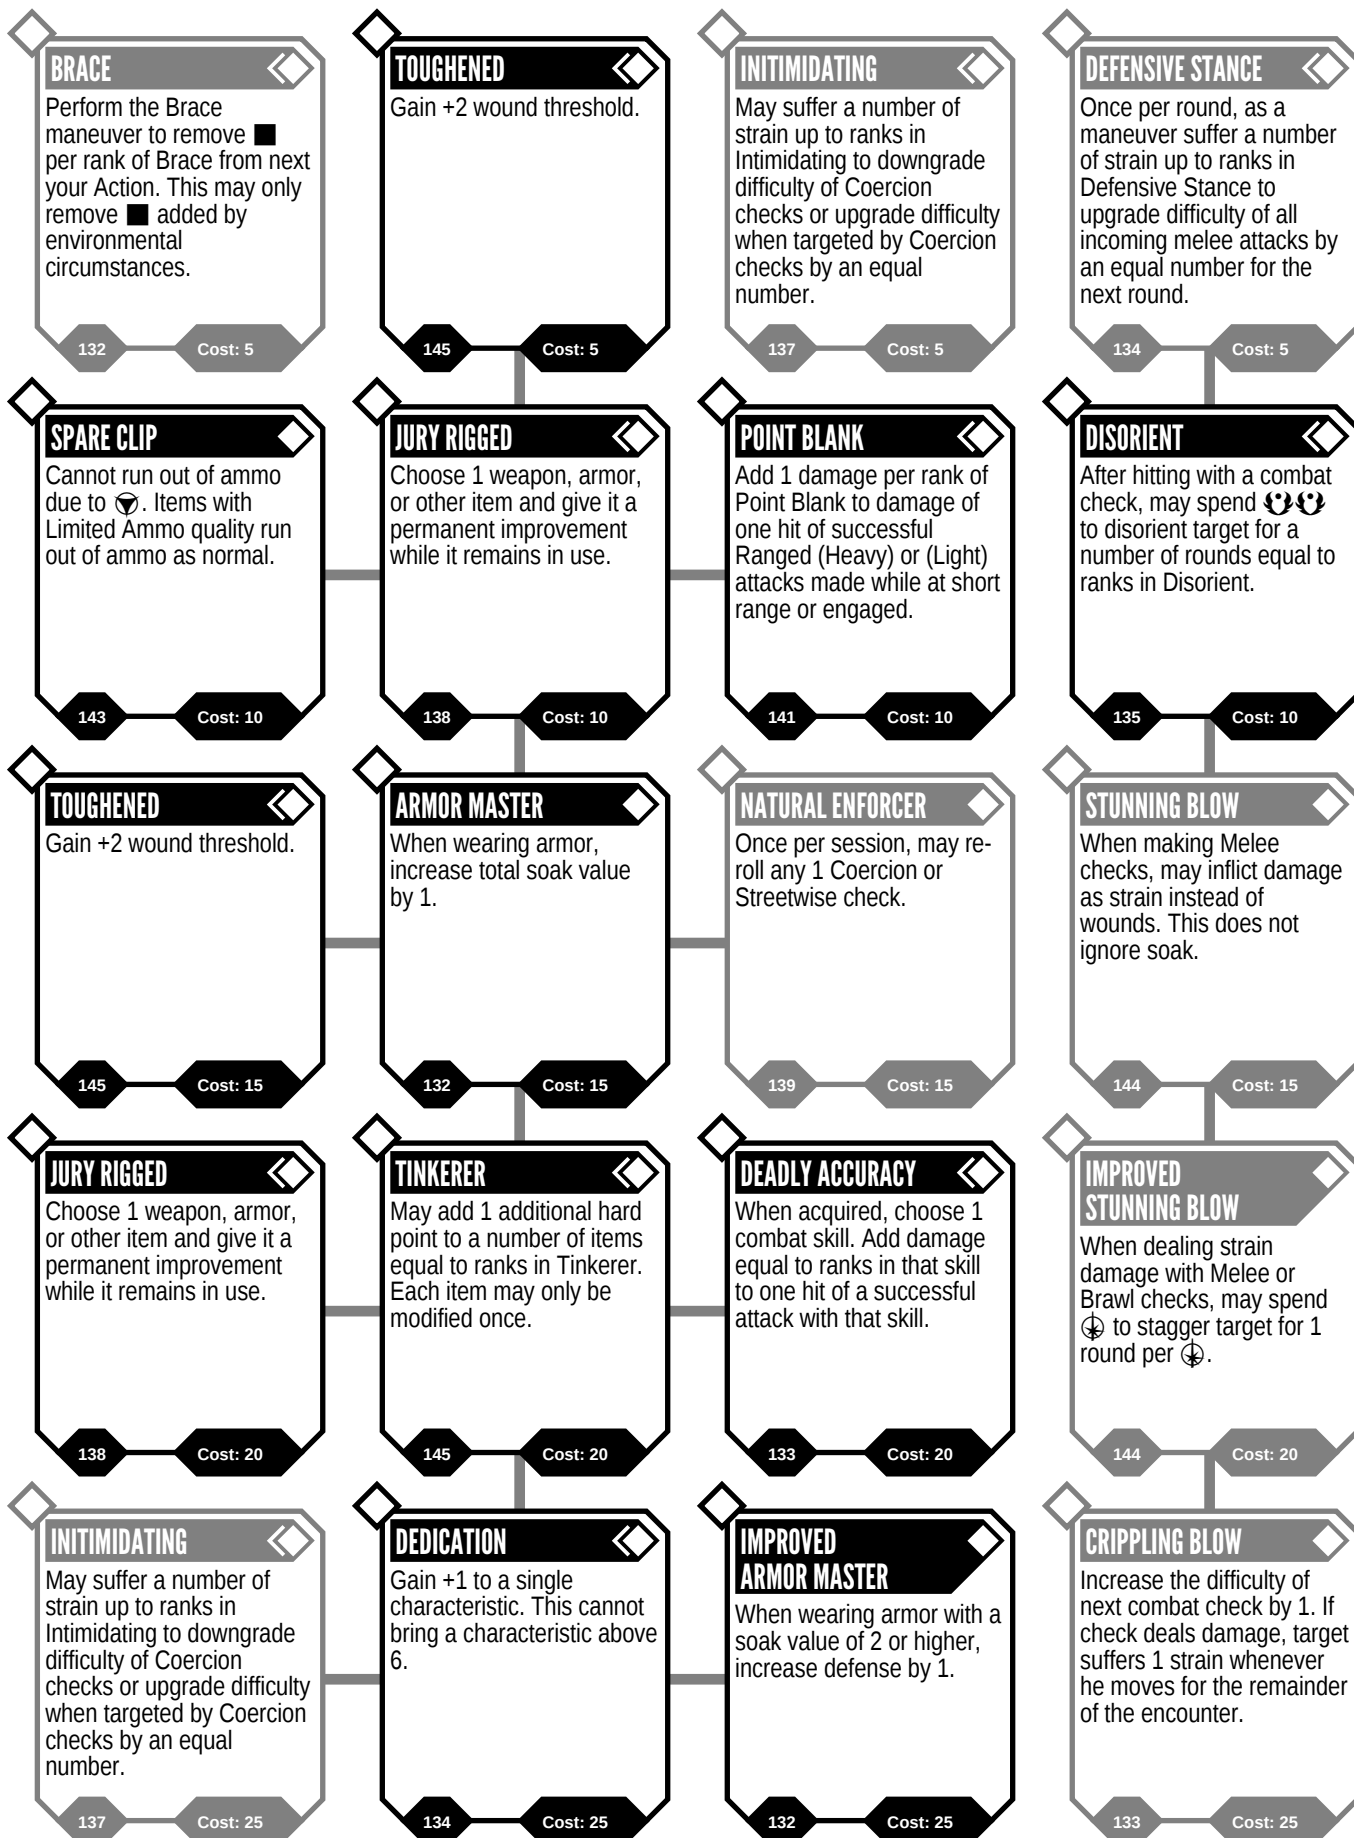 BRACE
Perform the Brace
maneuver to remove
per rank of Brace from next
your Action. This may only
remove added by
environmental
circumstances.
132
Cost: 5
TOUGHENED
Gain +2 wound threshold.
145
Cost: 5
INITIMIDATING
May suffer a number of
strain up to ranks in
Intimidating to downgrade
difficulty of Coercion
checks or upgrade difficulty
when targeted by Coercion
checks by an equal
number.
137
Cost: 5
DEFENSIVE STANCE
Once per round, as a
maneuver suffer a number
of strain up to ranks in
Defensive Stance to
upgrade difficulty of all
incoming melee attacks by
an equal number for the
next round.
134
Cost: 5
SPARE CLIP
Cannot run out of ammo
due to . Items with
Limited Ammo quality run
out of ammo as normal.
143
Cost: 10
JURY RIGGED
Choose 1 weapon, armor,
or other item and give it a
permanent improvement
while it remains in use.
138
Cost: 10
POINT BLANK
Add 1 damage per rank of
Point Blank to damage of
one hit of successful
Ranged (Heavy) or (Light)
attacks made while at short
range or engaged.
141
Cost: 10
DISORIENT
After hitting with a combat
check, may spend
to disorient target for a
number of rounds equal to
ranks in Disorient.
135
Cost: 10
TOUGHENED
Gain +2 wound threshold.
145
Cost: 15
ARMOR MASTER
When wearing armor,
increase total soak value
by 1.
132
Cost: 15
NATURAL ENFORCER
Once per session, may re-
roll any 1 Coercion or
Streetwise check.
139
Cost: 15
STUNNING BLOW
When making Melee
checks, may inflict damage
as strain instead of
wounds. This does not
ignore soak.
144
Cost: 15
JURY RIGGED
Choose 1 weapon, armor,
or other item and give it a
permanent improvement
while it remains in use.
138
Cost: 20
TINKERER
May add 1 additional hard
point to a number of items
equal to ranks in Tinkerer.
Each item may only be
modified once.
145
Cost: 20
DEADLY ACCURACY
When acquired, choose 1
combat skill. Add damage
equal to ranks in that skill
to one hit of a successful
attack with that skill.
133
Cost: 20
IMPROVED
STUNNING BLOW
When dealing strain
damage with Melee or
Brawl checks, may spend
to stagger target for 1
round per .
144
Cost: 20
INITIMIDATING
May suffer a number of
strain up to ranks in
Intimidating to downgrade
difficulty of Coercion
checks or upgrade difficulty
when targeted by Coercion
checks by an equal
number.
137
Cost: 25
DEDICATION
Gain +1 to a single
characteristic. This cannot
bring a characteristic above
6.
134
Cost: 25
IMPROVED
ARMOR MASTER
When wearing armor with a
soak value of 2 or higher,
increase defense by 1.
132
Cost: 25
CRIPPLING BLOW
Increase the difficulty of
next combat check by 1. If
check deals damage, target
suffers 1 strain whenever
he moves for the remainder
of the encounter.
133
Cost: 25